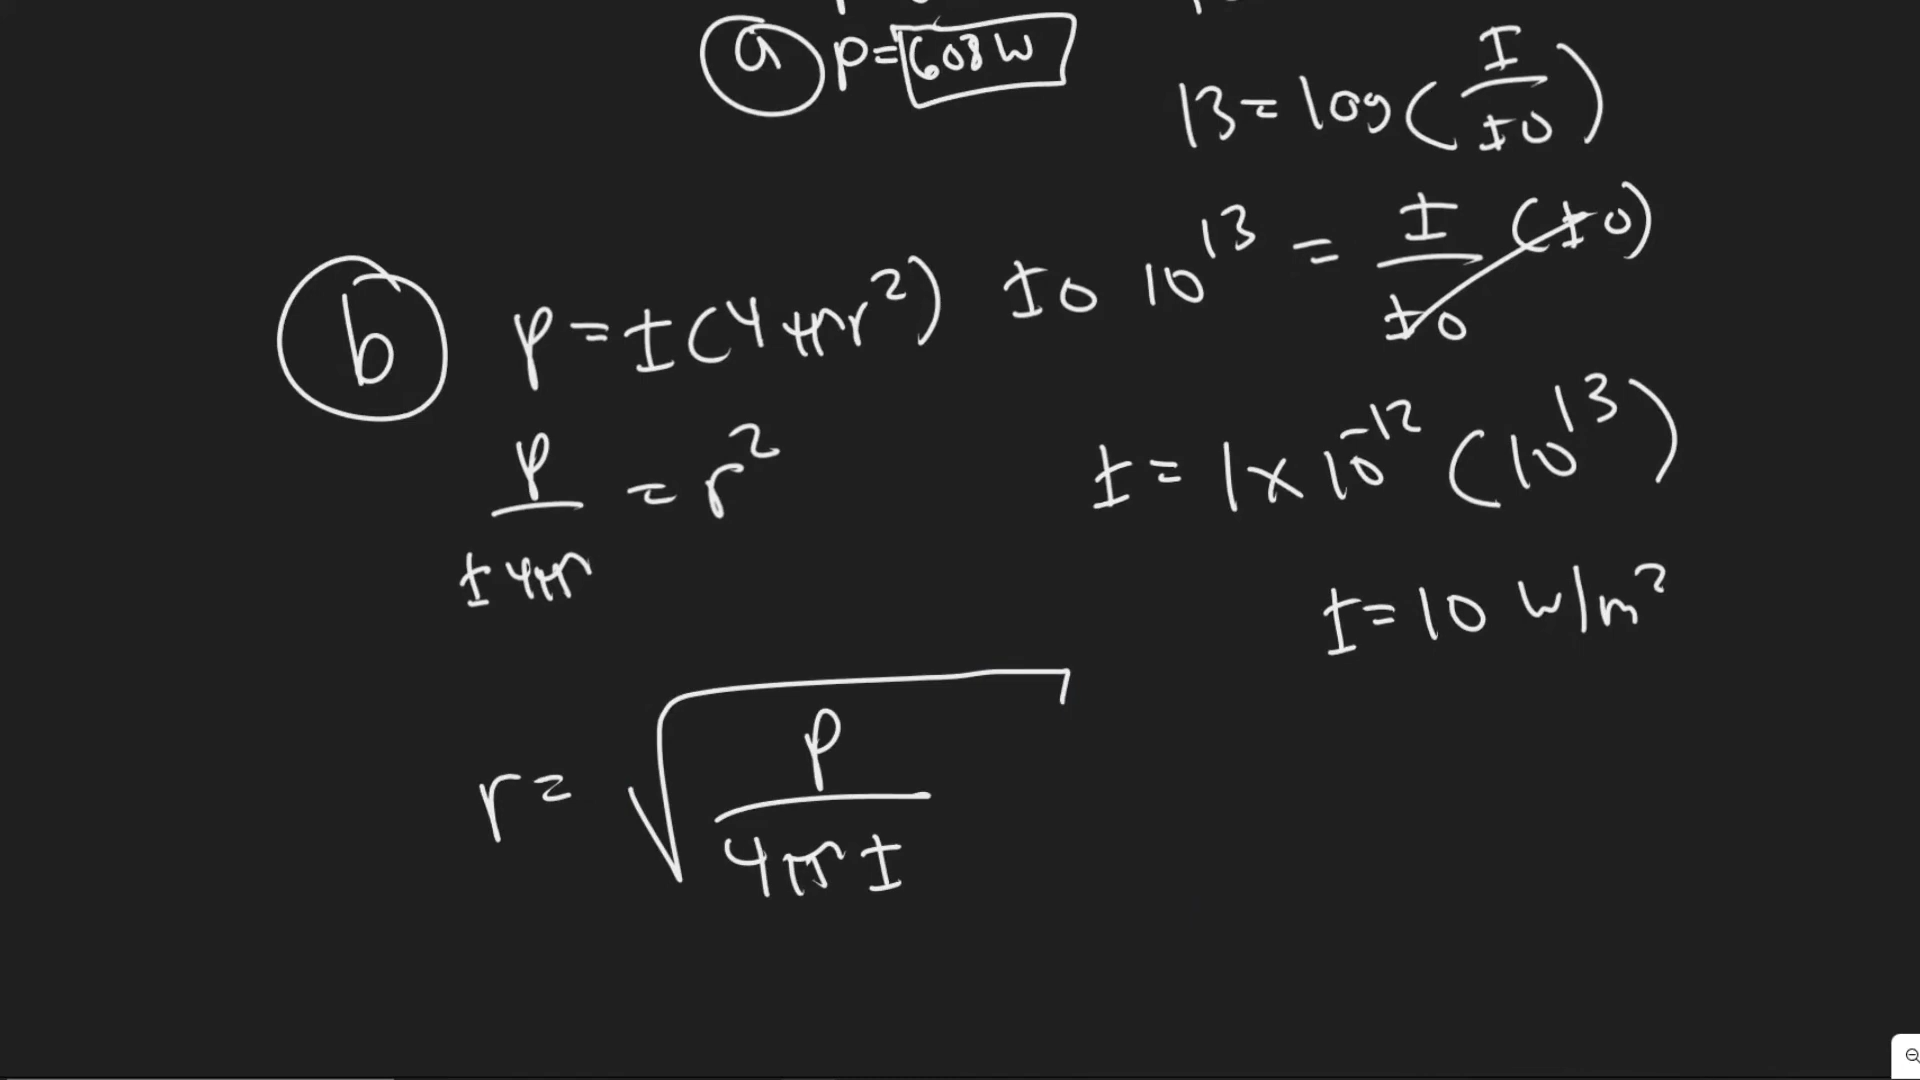 a P = 608 W
13 = log(I/I0)
b P = I(4πr²)
I0 10^13 = I/I0 (I0)
P/I4π = r²
I = 1 x 10^-12 (10^13)
I = 10 W/m²
r = √(P/4πI)